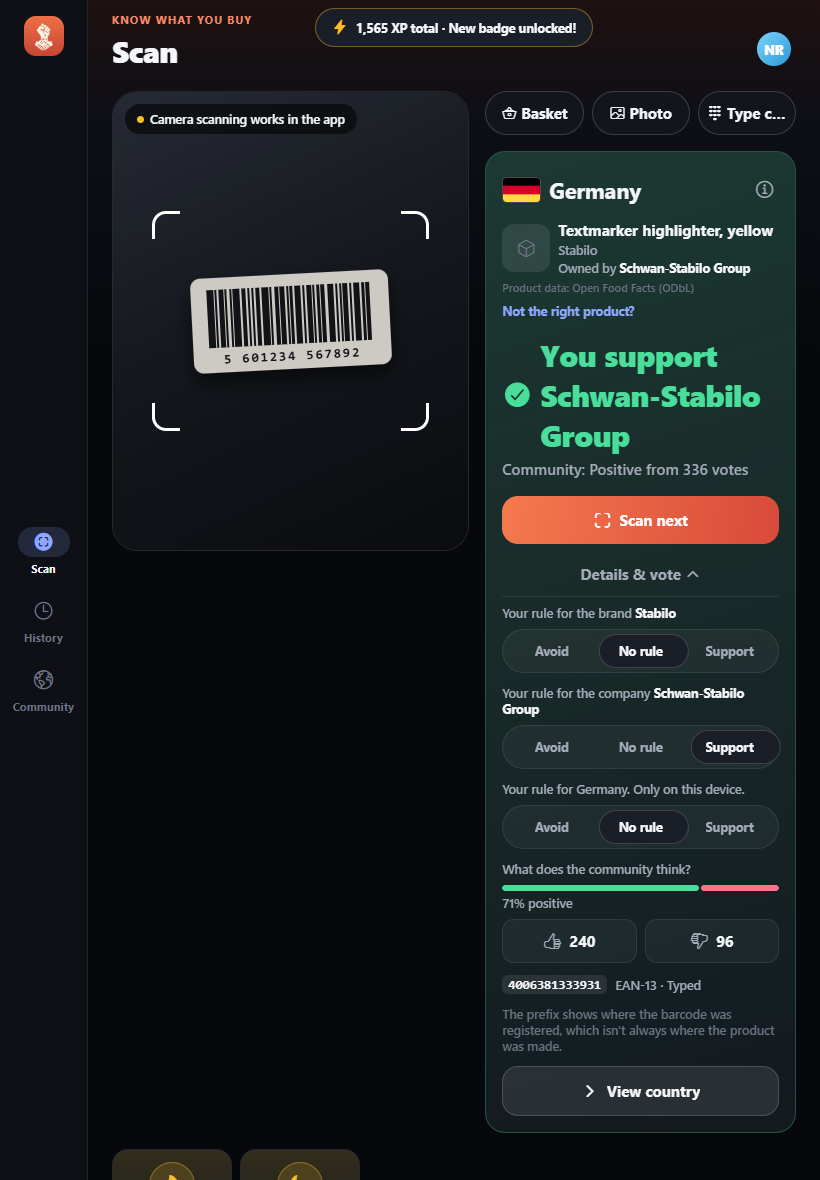 KNOW WHAT YOU BUY
Scan
1,565 XP total · New badge unlocked!
NR
Camera scanning works in the app
5 601234 567892
Basket
Photo
Type c...
Germany
Textmarker highlighter, yellow
Stabilo
Owned by Schwan-Stabilo Group
Product data: Open Food Facts (ODbL)
Not the right product?
You support
Schwan-Stabilo
Group
Community: Positive from 336 votes
Scan next
Details & vote
Your rule for the brand Stabilo
Avoid No rule Support
Your rule for the company Schwan-Stabilo
Group
Avoid No rule Support
Your rule for Germany. Only on this device.
Avoid No rule Support
What does the community think?
71% positive
240
96
4006381333931 EAN-13 · Typed
The prefix shows where the barcode was
registered, which isn't always where the product
was made.
View country
Scan
History
Community